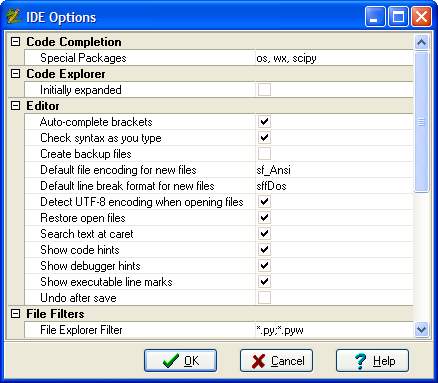 IDE Options
Code Completion
Special Packages os, wx, scipy
Code Explorer
Initially expanded
Editor
Auto-complete brackets
Check syntax as you type
Create backup files
Default file encoding for new files sf_Ansi
Default line break format for new files sffDos
Detect UTF-8 encoding when opening files
Restore open files
Search text at caret
Show code hints
Show debugger hints
Show executable line marks
Undo after save
File Filters
File Explorer Filter *.py;*.pyw
OK Cancel Help